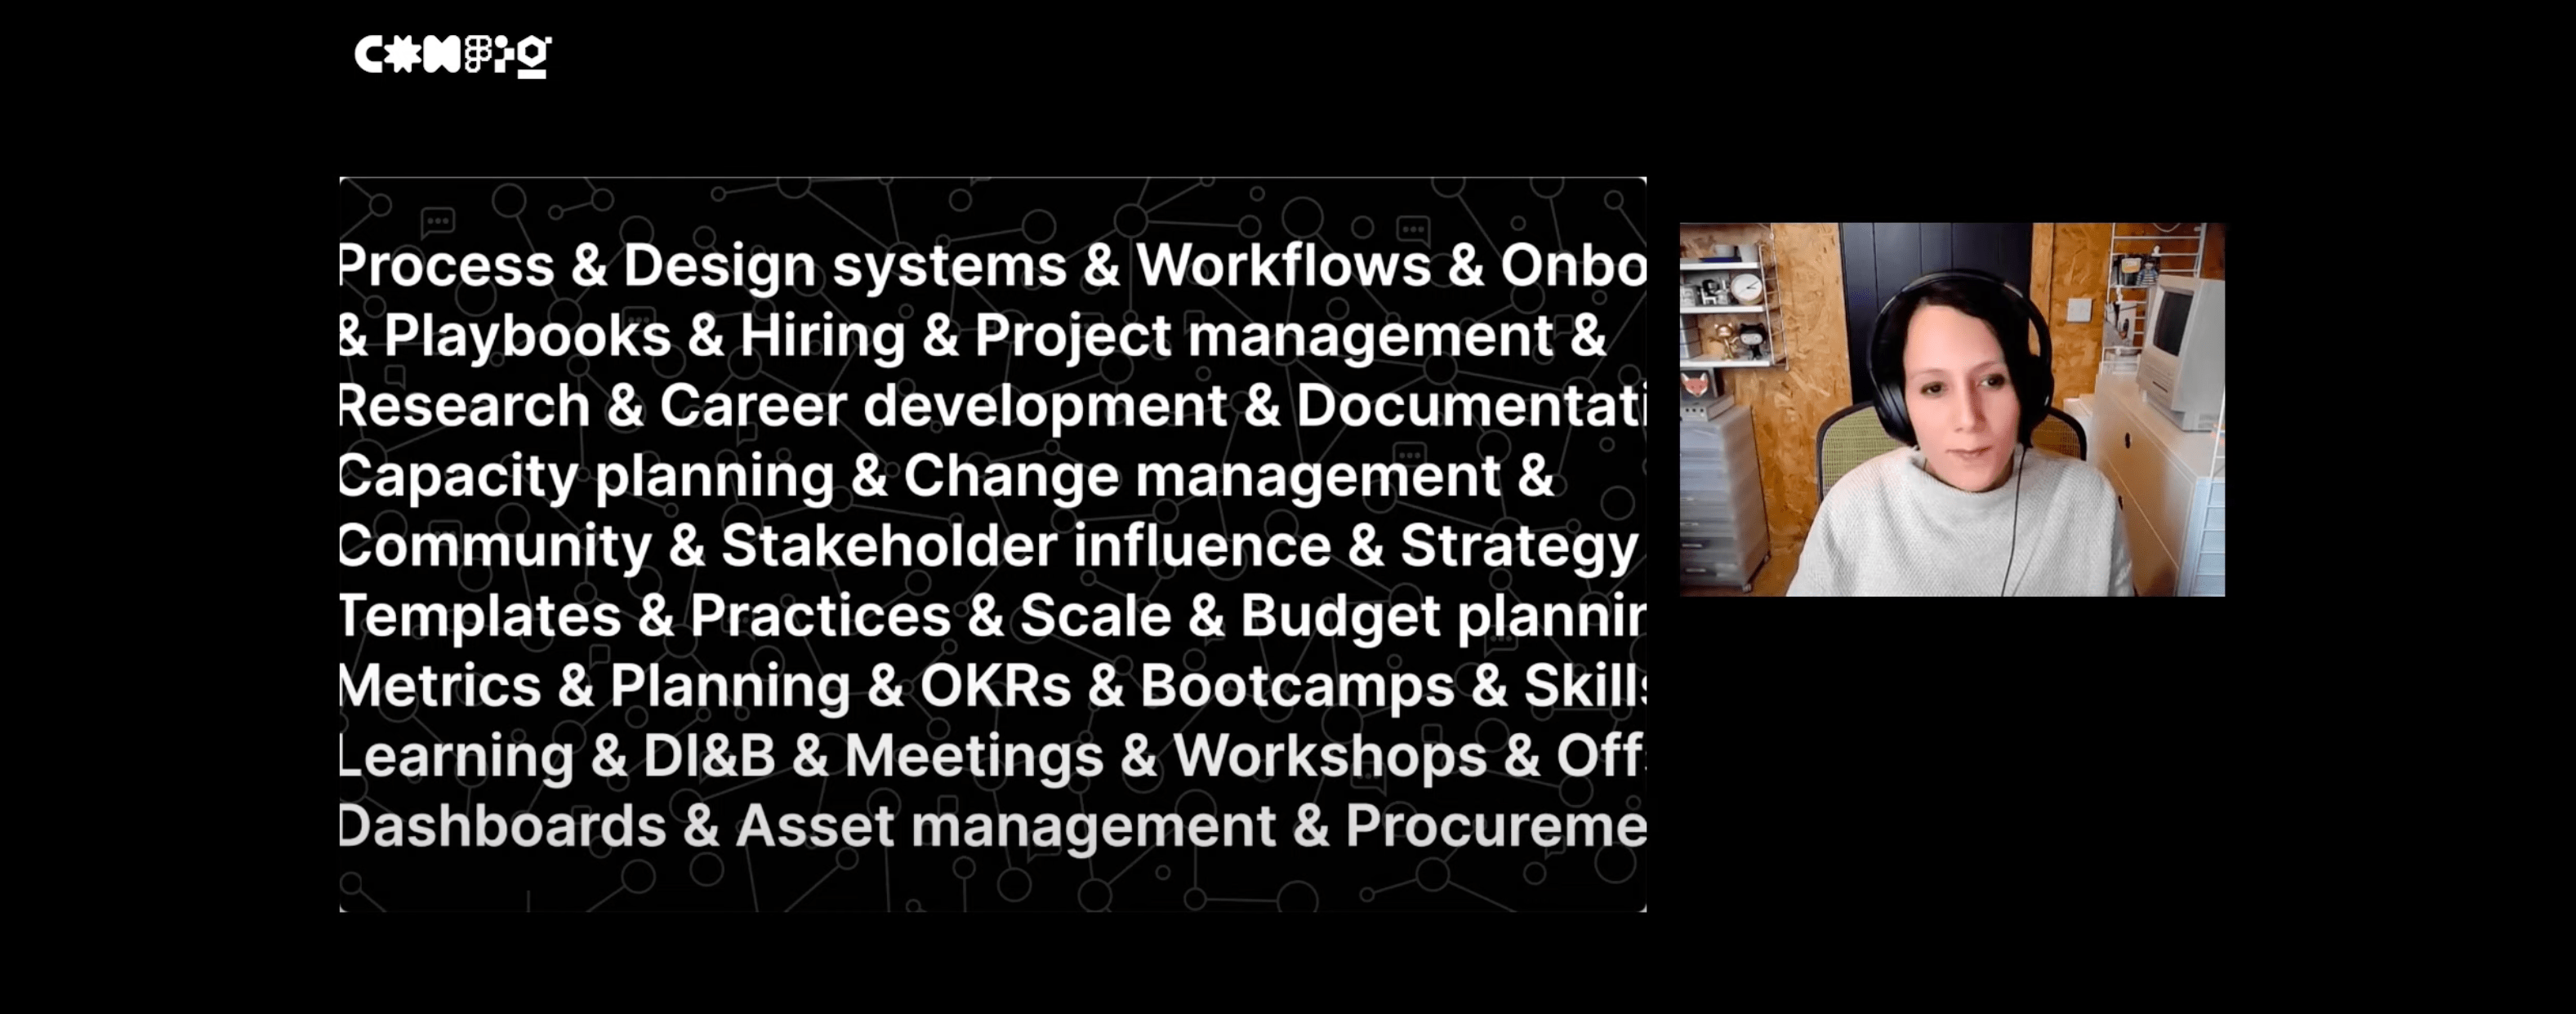 CONFIG
Process & Design systems & Workflows & Onbo
& Playbooks & Hiring & Project management &
Research & Career development & Documentati
Capacity planning & Change management &
Community & Stakeholder influence & Strategy
Templates & Practices & Scale & Budget plannin
Metrics & Planning & OKRs & Bootcamps & Skills
Learning & DI&B & Meetings & Workshops & Offs
Dashboards & Asset management & Procureme